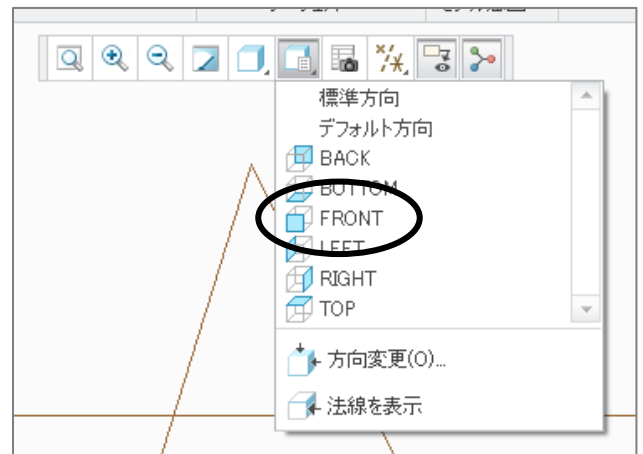 標準方向
デフォルト方向
BACK
BOTTOM
FRONT
LEFT
RIGHT
TOP
方向変更(O)...
法線を表示